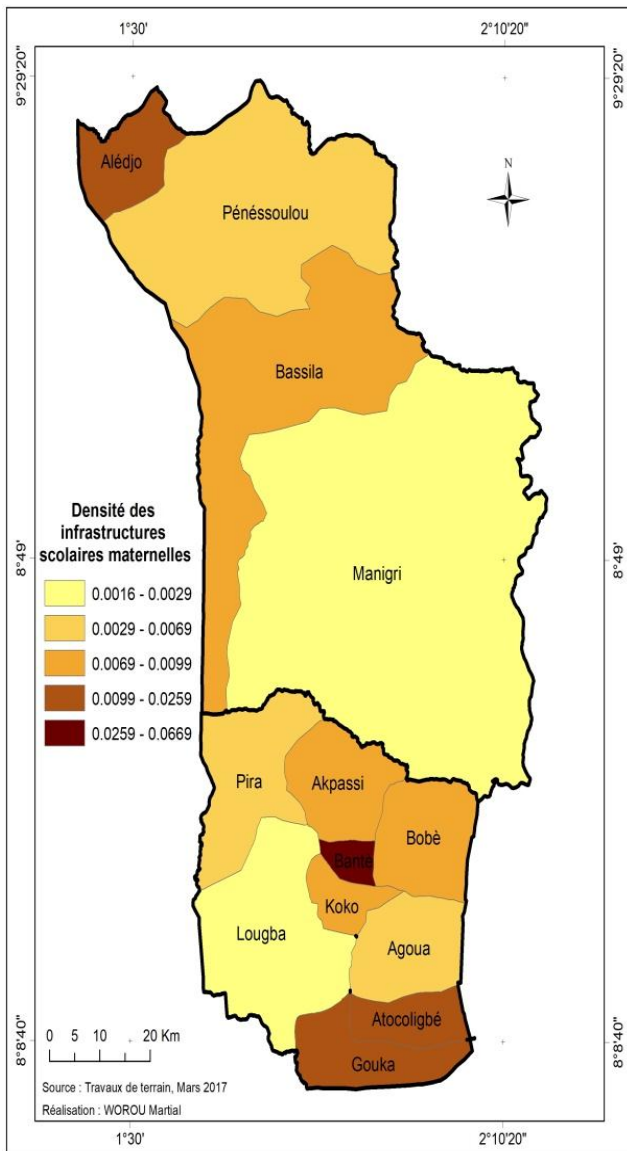 1°30'
2°10'20"
9°29'20"
9°29'20"
N
Alédjo
Pénéssoulou
Bassila
Densité des
infrastructures
scolaires maternelles
0.0016 - 0.0029
0.0029 - 0.0069
0.0069 - 0.0099
0.0099 - 0.0259
0.0259 - 0.0669
8°49'
8°49'
Manigri
Pira
Akpassi
Bobè
Bantè
Koko
Lougba
Agoua
Atocoligbé
Gouka
8°8'40"
8°8'40"
0 5 10 20 Km
Source : Travaux de terrain, Mars 2017
Réalisation : WOROU Martial
1°30'
2°10'20"